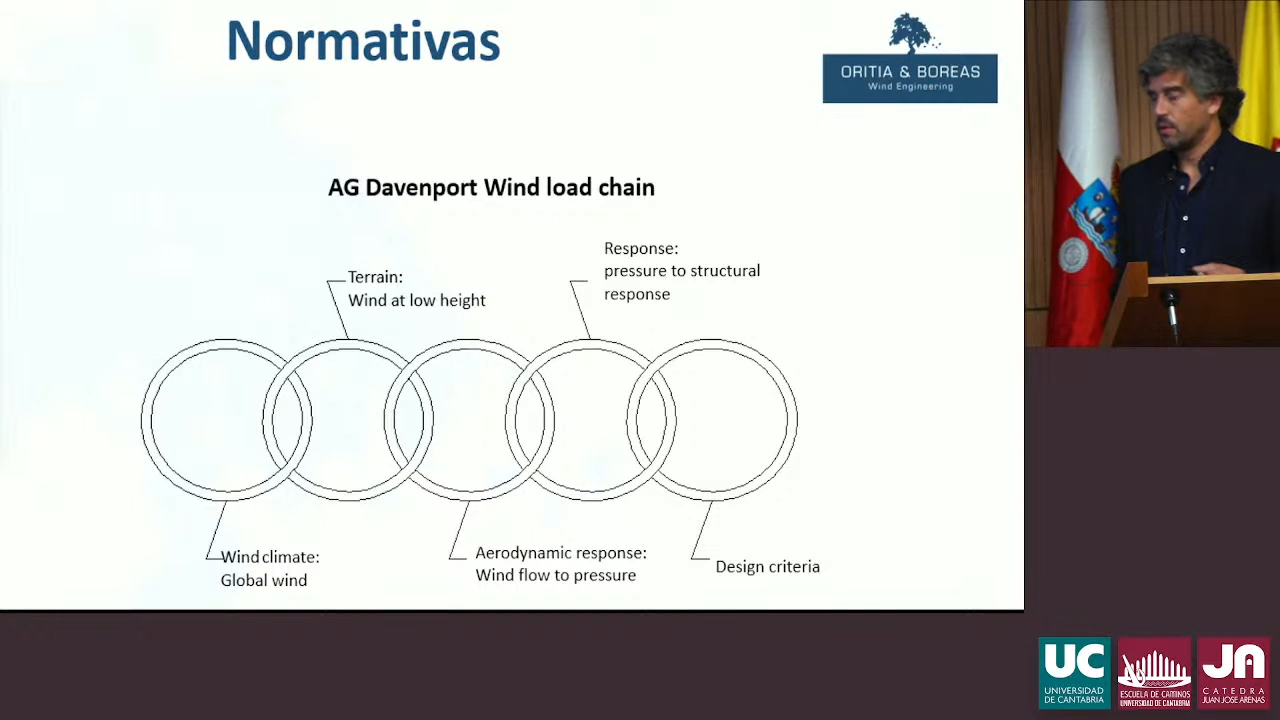 Normativas
ORITIA & BOREAS
Wind Engineering
AG Davenport Wind load chain
Response:
pressure to structural
response
Terrain:
Wind at low height
Wind climate:
Global wind
Aerodynamic response:
Wind flow to pressure
Design criteria
UC
UNIVERSIDAD
DE CANTABRIA
ESCUELA DE CAMINOS
UNIVERSIDAD DE CANTABRIA
JA
CATEDRA
JUAN JOSE ARENAS